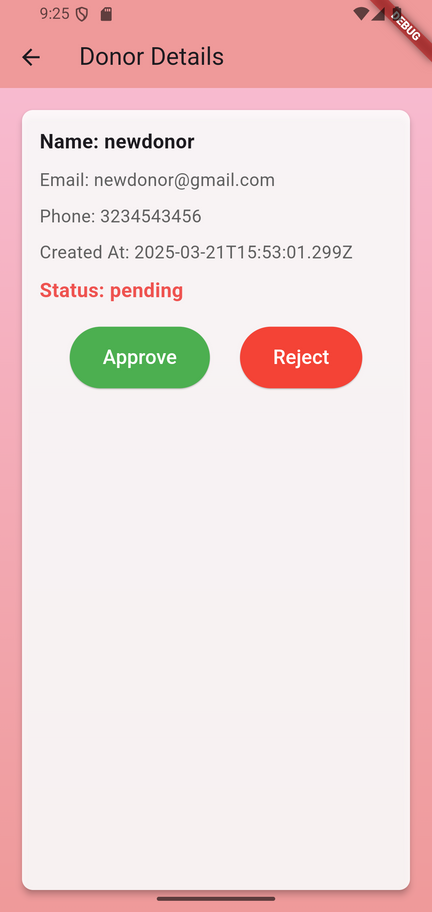 9:25
DEBUG
Donor Details
Name: newdonor
Email: newdonor@gmail.com
Phone: 3234543456
Created At: 2025-03-21T15:53:01.299Z
Status: pending
Approve Reject